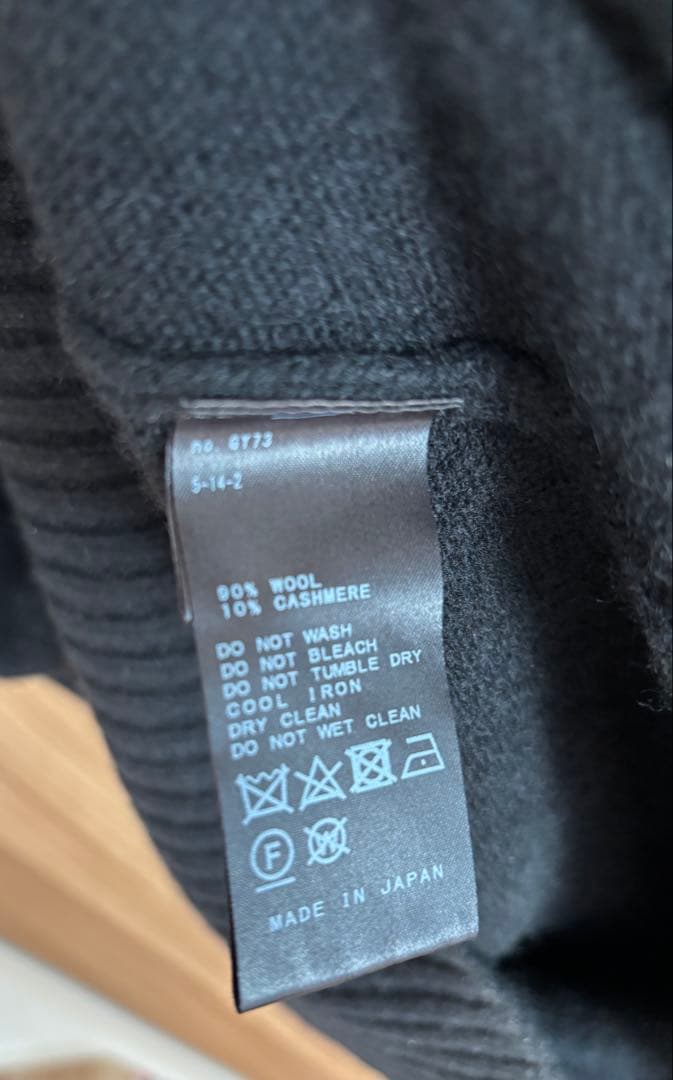 no. GY73
5-14-2
90% WOOL
10% CASHMERE
DO NOT WASH
DO NOT BLEACH
DO NOT TUMBLE DRY
COOL IRON
DRY CLEAN
DO NOT WET CLEAN
F W
MADE IN JAPAN